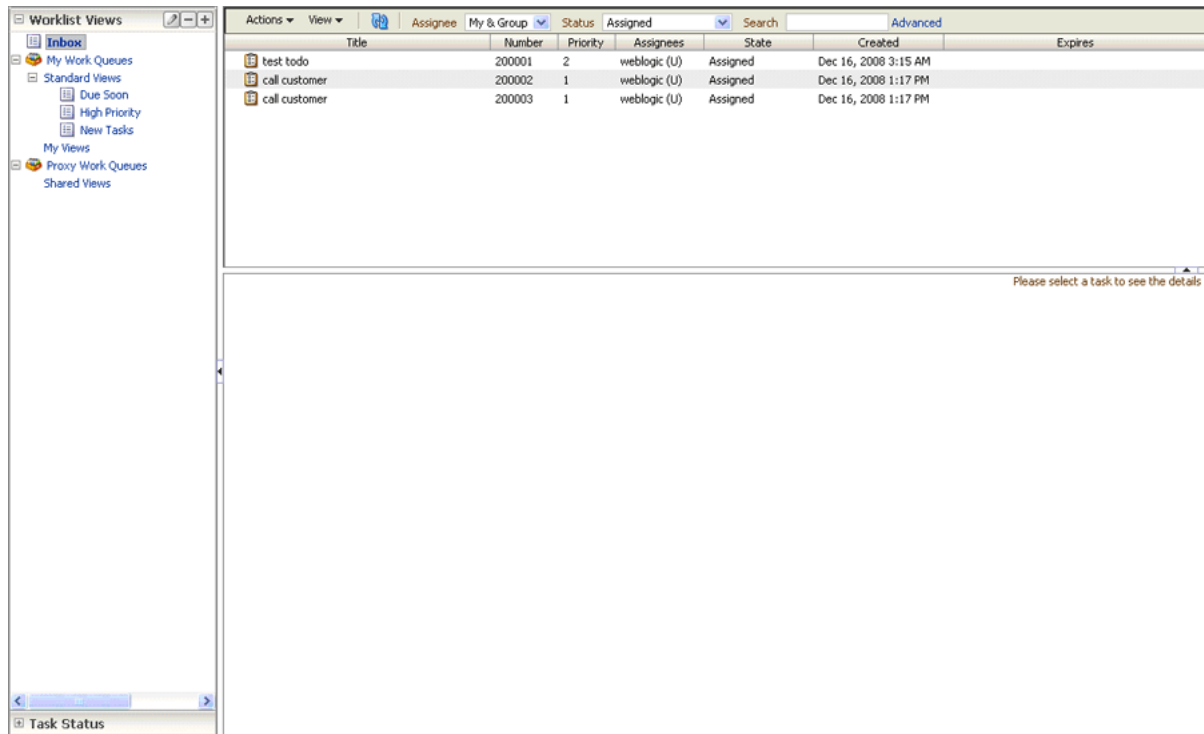 Worklist Views
Inbox
My Work Queues
Standard Views
Due Soon
High Priority
New Tasks
My Views
Proxy Work Queues
Shared Views
Task Status
Actions View Assignee My & Group Status Assigned Search Advanced
Title Number Priority Assignees State Created Expires
test todo 200001 2 weblogic (U) Assigned Dec 16, 2008 3:15 AM
call customer 200002 1 weblogic (U) Assigned Dec 16, 2008 1:17 PM
call customer 200003 1 weblogic (U) Assigned Dec 16, 2008 1:17 PM
Please select a task to see the details